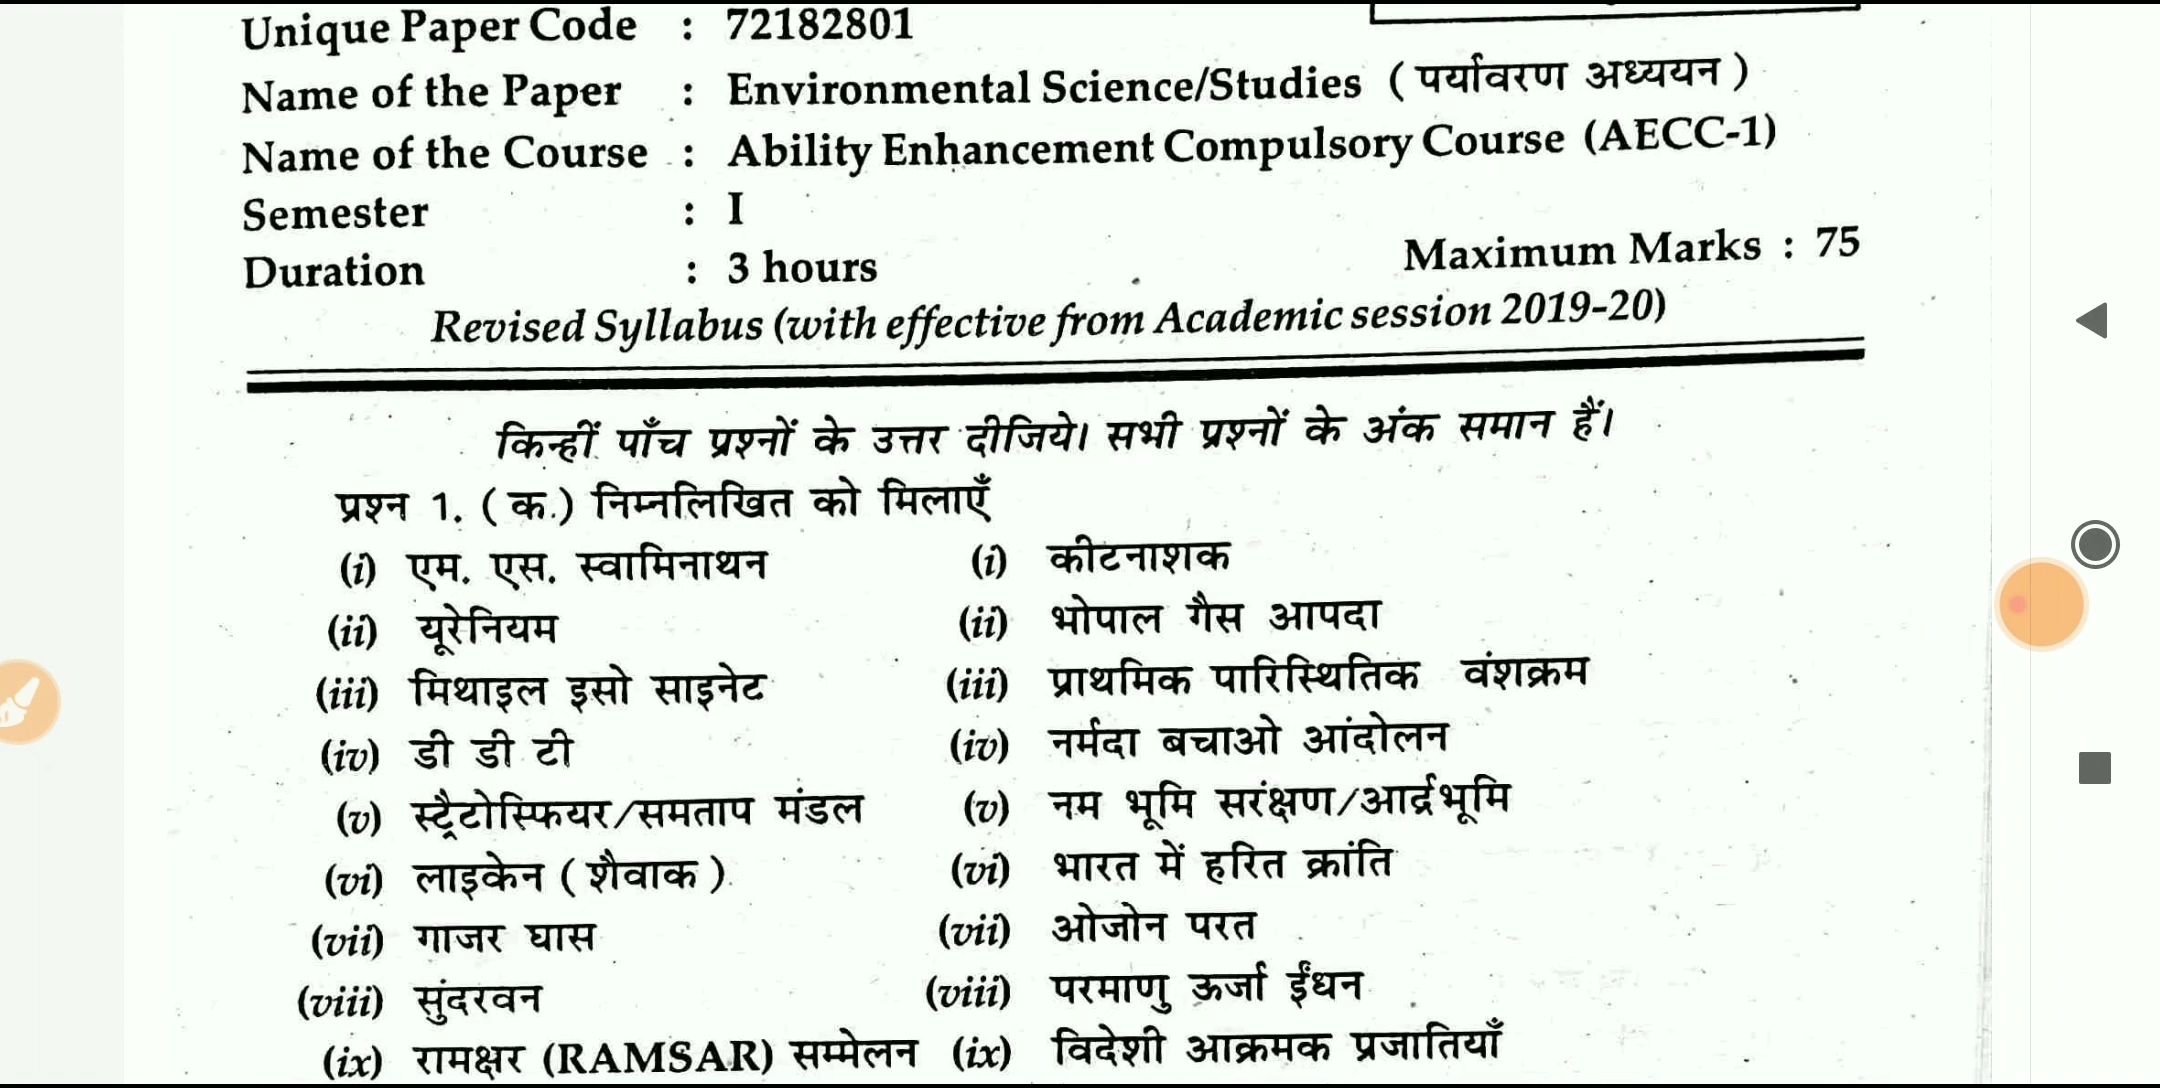 Unique Paper Code : 72182801
Name of the Paper : Environmental Science/Studies ( पर्यावरण अध्ययन )
Name of the Course : Ability Enhancement Compulsory Course (AECC-1)
Semester : I
Duration : 3 hours Maximum Marks : 75
Revised Syllabus (with effective from Academic session 2019-20)
किन्हीं पाँच प्रश्नों के उत्तर दीजिये। सभी प्रश्नों के अंक समान हैं।
प्रश्न 1. ( क.) निम्नलिखित को मिलाएँ
(i) एम. एस. स्वामिनाथन (i) कीटनाशक
(ii) यूरेनियम (ii) भोपाल गैस आपदा
(iii) मिथाइल इसो साइनेट (iii) प्राथमिक पारिस्थितिक वंशक्रम
(iv) डी डी टी (iv) नर्मदा बचाओ आंदोलन
(v) स्ट्रैटोस्फियर/समताप मंडल (v) नम भूमि सरंक्षण/आर्द्रभूमि
(vi) लाइकेन ( शैवाक ) (vi) भारत में हरित क्रांति
(vii) गाजर घास (vii) ओजोन परत
(viii) सुंदरवन (viii) परमाणु ऊर्जा ईंधन
(ix) रामक्षर (RAMSAR) सम्मेलन (ix) विदेशी आक्रमक प्रजातियाँ